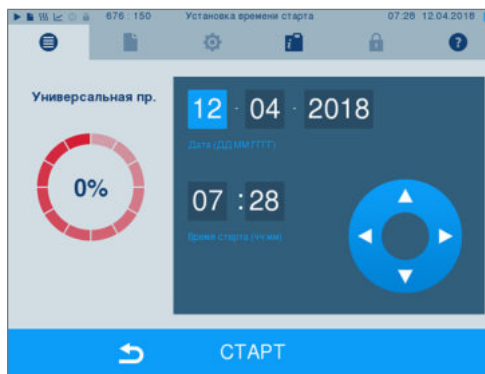 676 : 150 Установка времени старта 07:28 12.04.2018
i ?
Универсальная пр.
12 . 04 . 2018
Дата (ДД.ММ.ГГГГ)
0%
07 : 28
Время старта (чч:мм)
СТАРТ